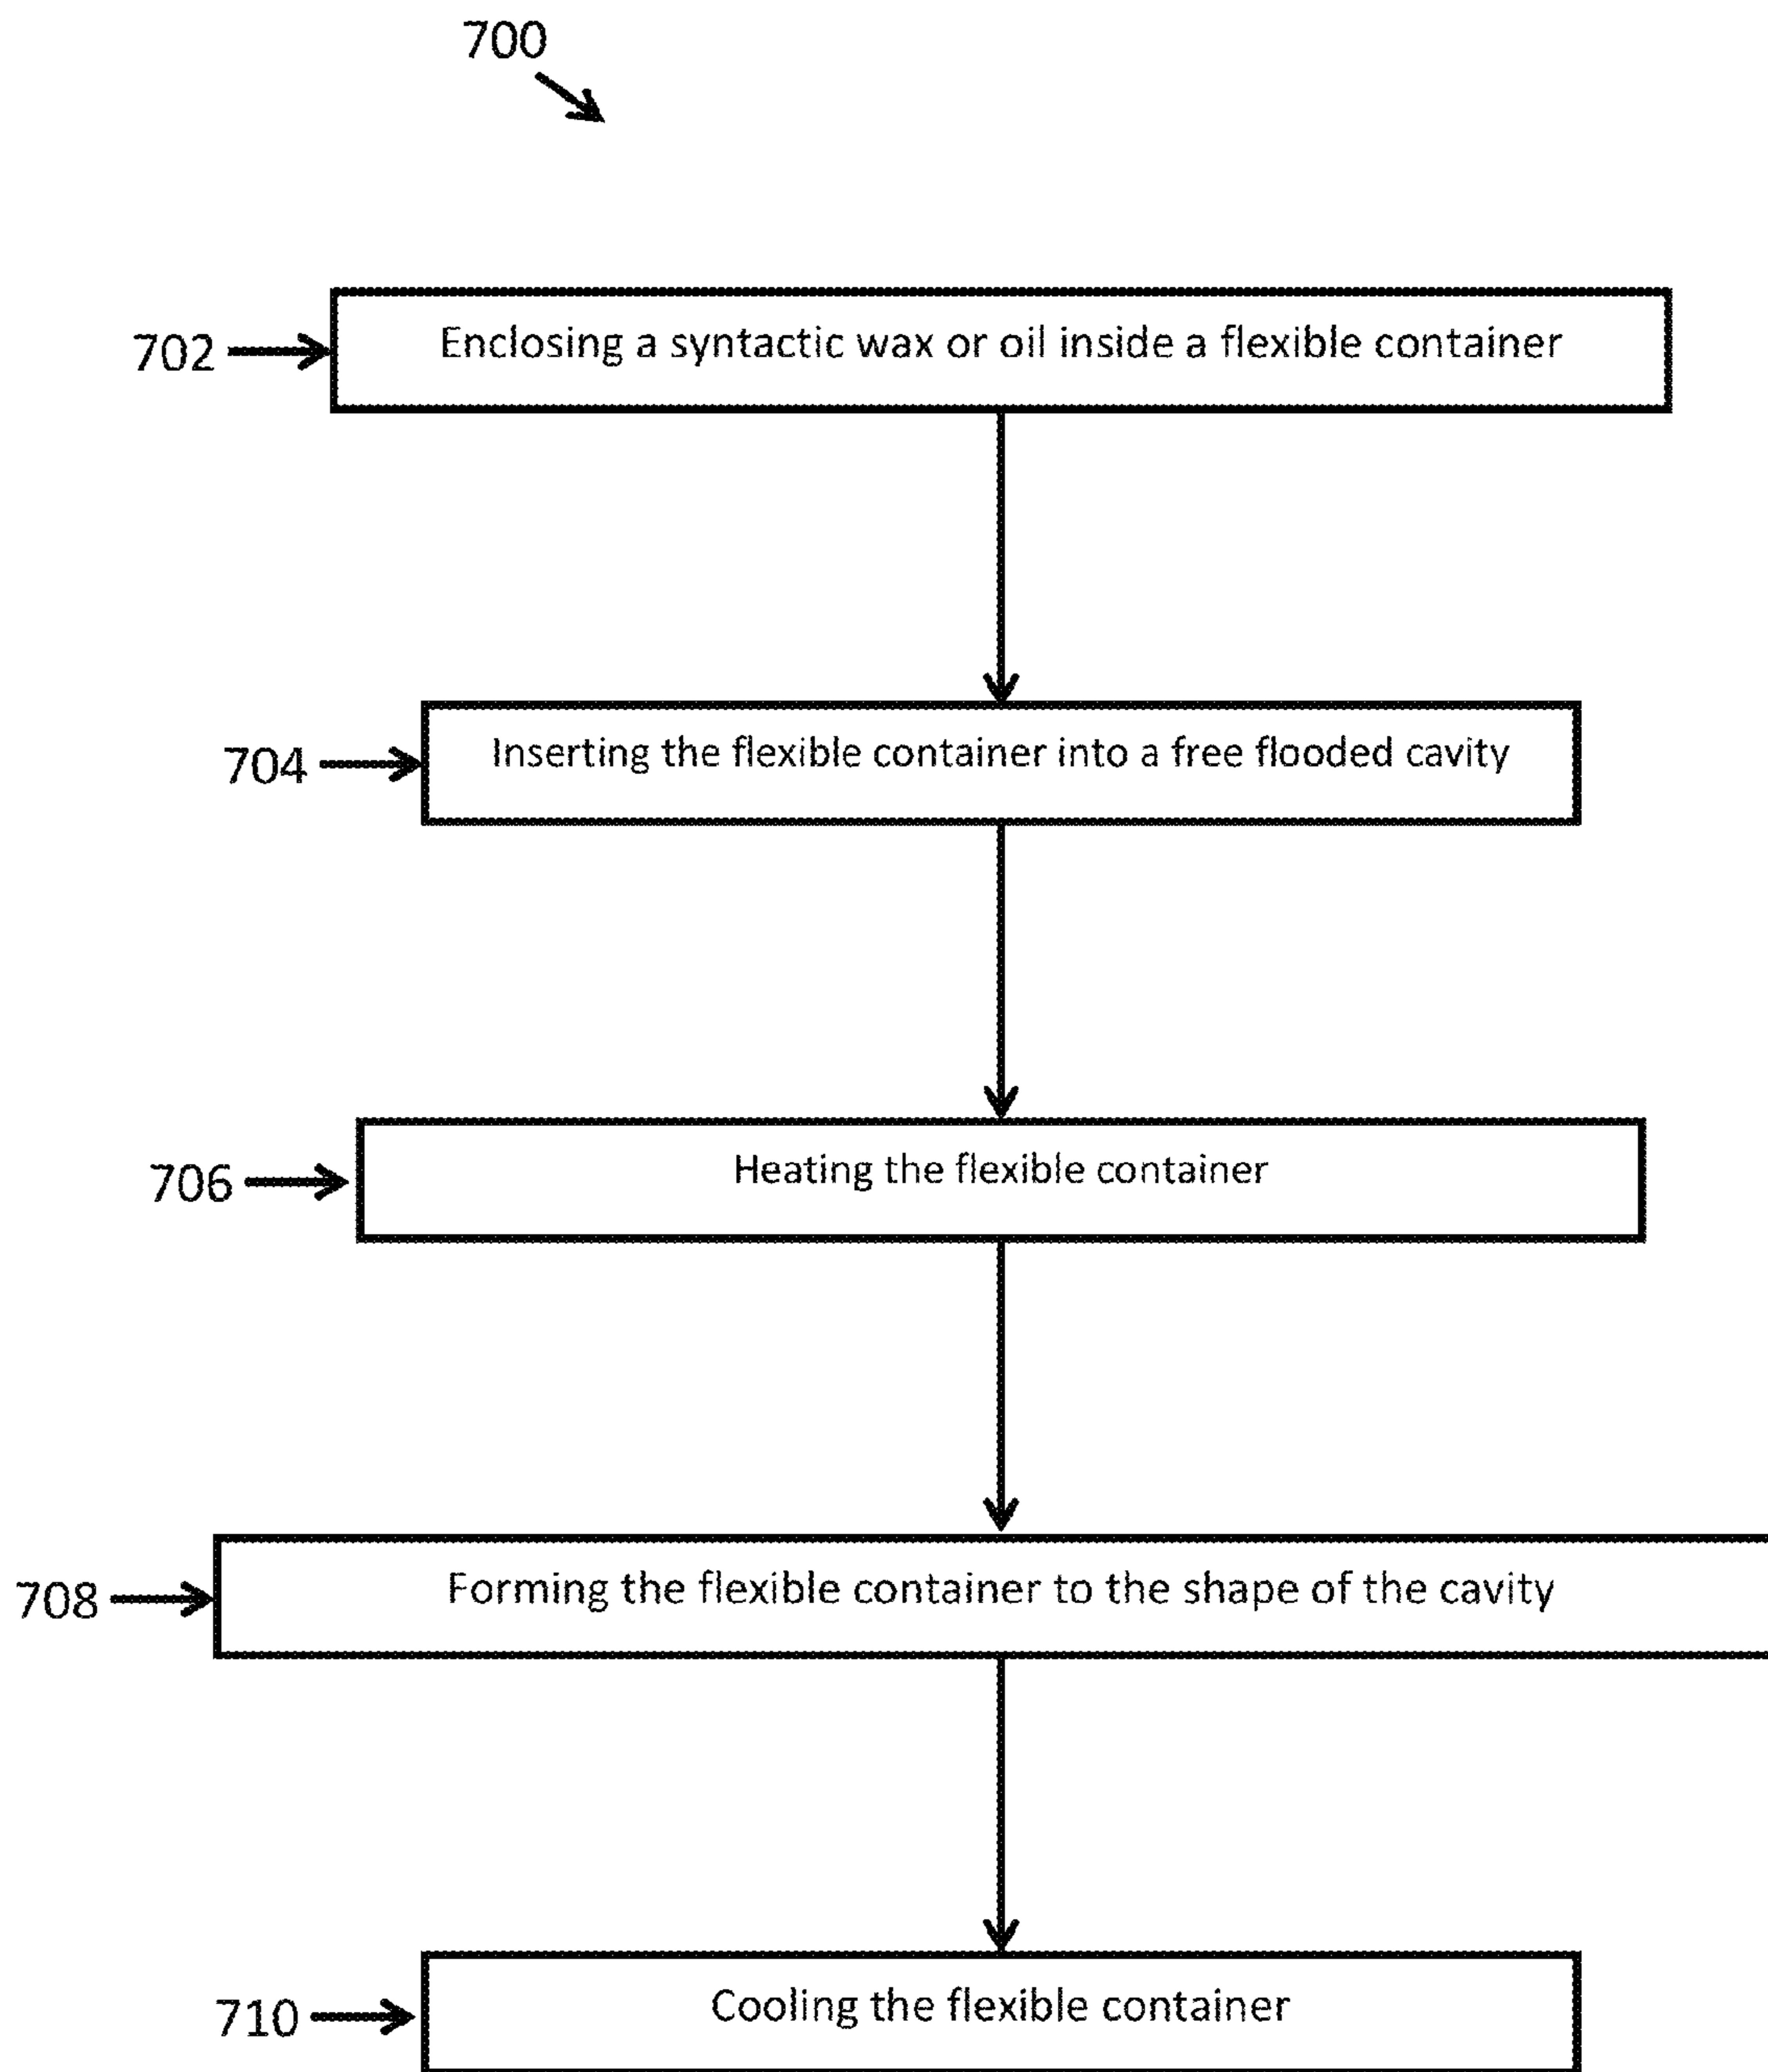 700
702 Enclosing a syntactic wax or oil inside a flexible container
704 Inserting the flexible container into a free flooded cavity
706 Heating the flexible container
708 Forming the flexible container to the shape of the cavity
710 Cooling the flexible container